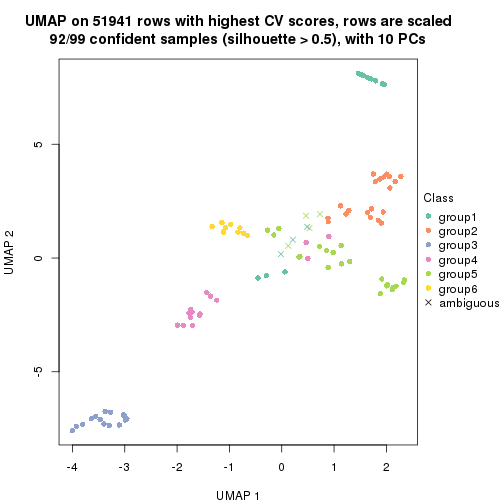 UMAP on 51941 rows with highest CV scores, rows are scaled
92/99 confident samples (silhouette > 0.5), with 10 PCs
5
0
-5
UMAP 2
-4
-3
-2
-1
0
1
2
UMAP 1
Class
group1
group2
group3
group4
group5
group6
ambiguous